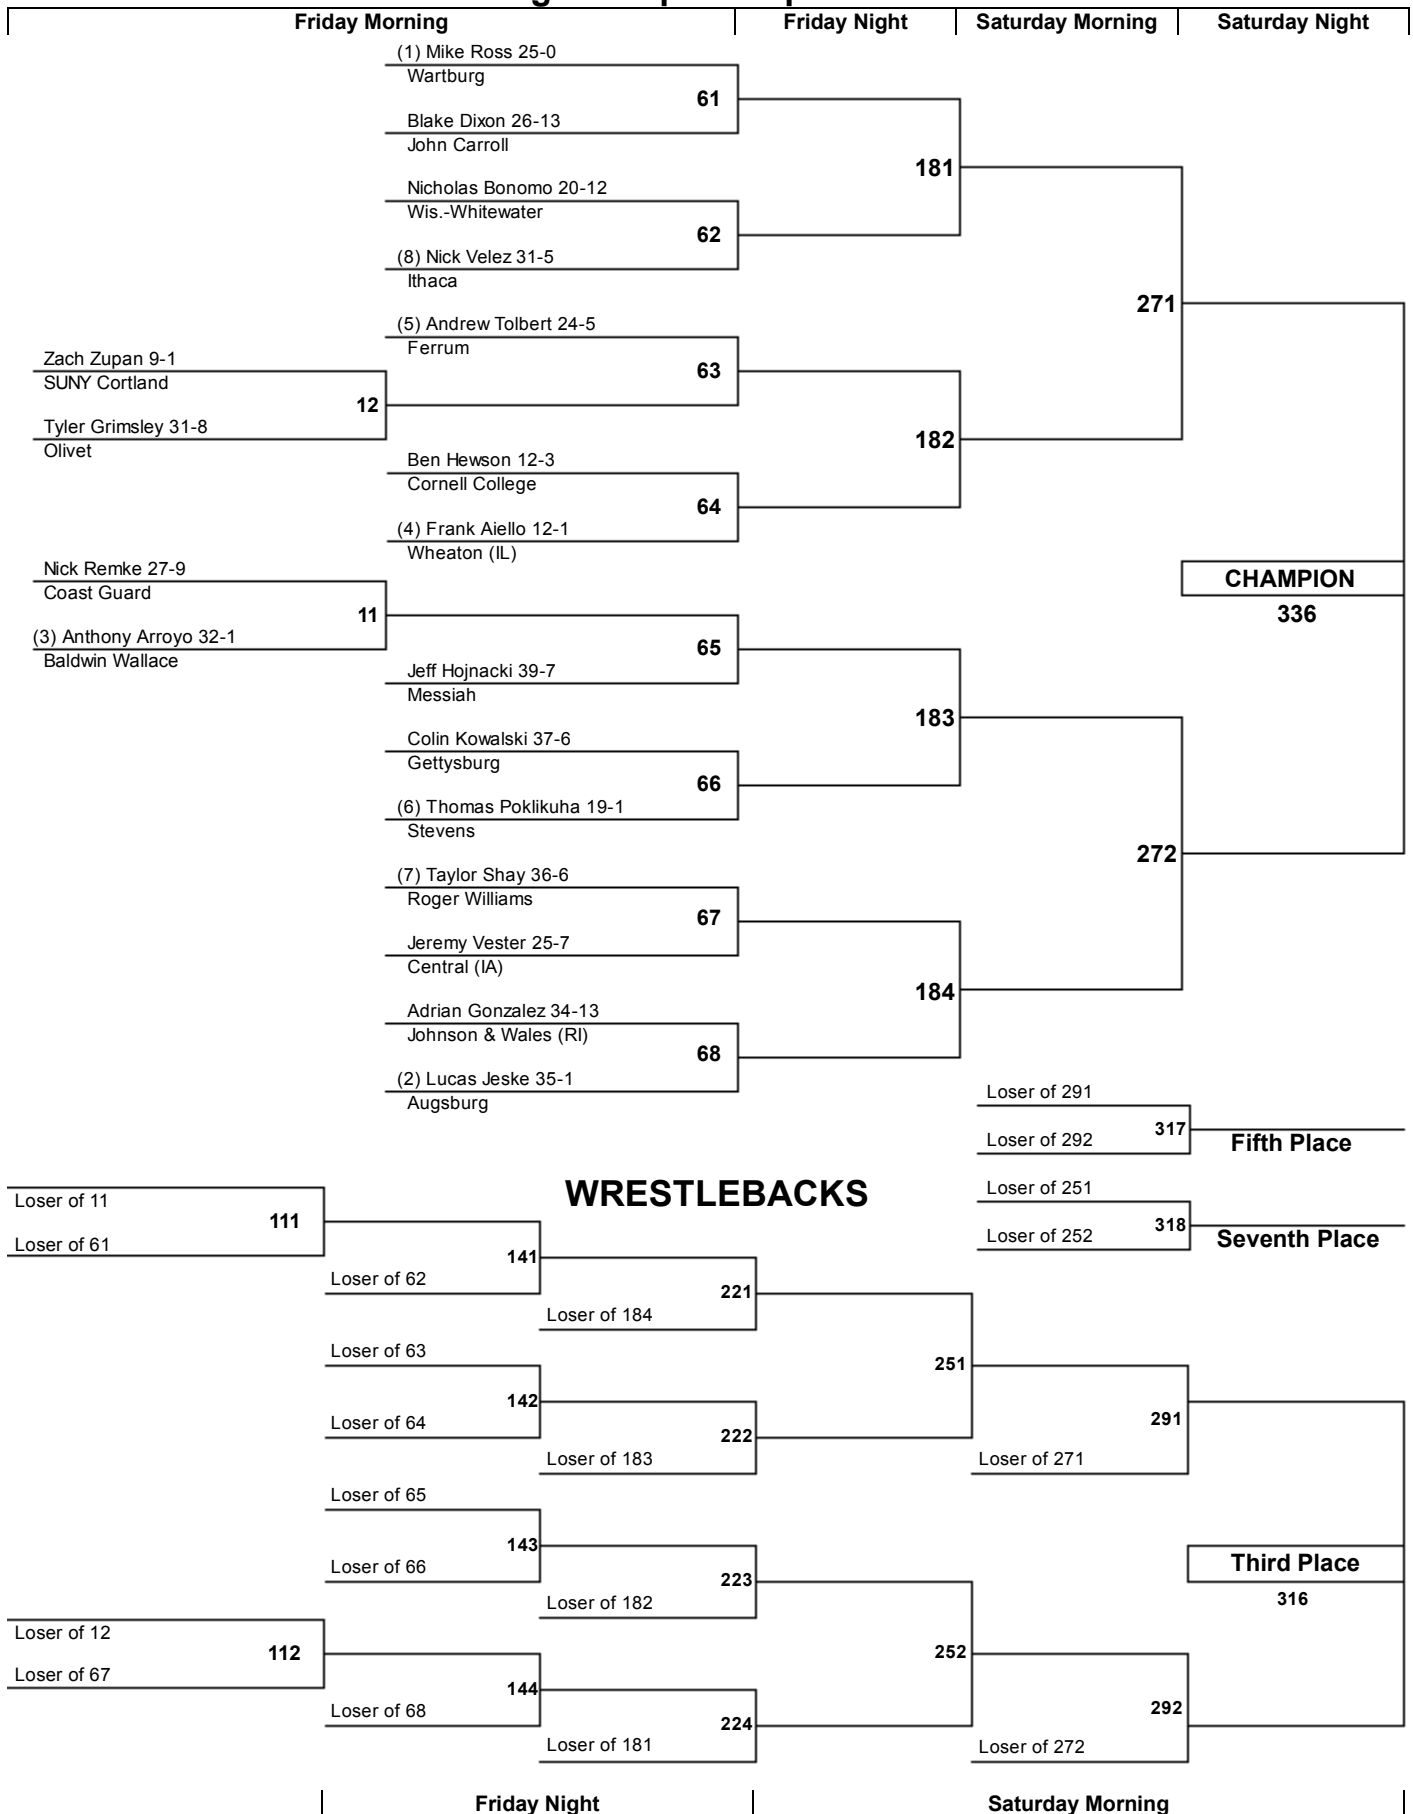 Friday Morning Friday Night Saturday Morning Saturday Night
(1) Mike Ross 25-0
Wartburg
61
Blake Dixon 26-13
John Carroll
181
Nicholas Bonomo 20-12
Wis.-Whitewater
62
(8) Nick Velez 31-5
Ithaca
271
(5) Andrew Tolbert 24-5
Ferrum
63
Zach Zupan 9-1
SUNY Cortland
12
Tyler Grimsley 31-8
Olivet
182
Ben Hewson 12-3
Cornell College
64
(4) Frank Aiello 12-1
Wheaton (IL)
CHAMPION
336
Nick Remke 27-9
Coast Guard
11
(3) Anthony Arroyo 32-1
Baldwin Wallace
65
Jeff Hojnacki 39-7
Messiah
183
Colin Kowalski 37-6
Gettysburg
66
(6) Thomas Poklikuha 19-1
Stevens
272
(7) Taylor Shay 36-6
Roger Williams
67
Jeremy Vester 25-7
Central (IA)
184
Adrian Gonzalez 34-13
Johnson & Wales (RI)
68
(2) Lucas Jeske 35-1
Augsburg
Loser of 291
317
Loser of 292
Fifth Place
WRESTLEBACKS
Loser of 251
318
Loser of 252
Seventh Place
Loser of 11
111
Loser of 61
141
Loser of 62
221
Loser of 184
Loser of 63
251
142
Loser of 64
291
222
Loser of 183
Loser of 271
Loser of 65
143
Loser of 66
Third Place
316
223
Loser of 182
Loser of 12
112
Loser of 67
252
144
Loser of 68
292
224
Loser of 181
Loser of 272
Friday Night Saturday Morning